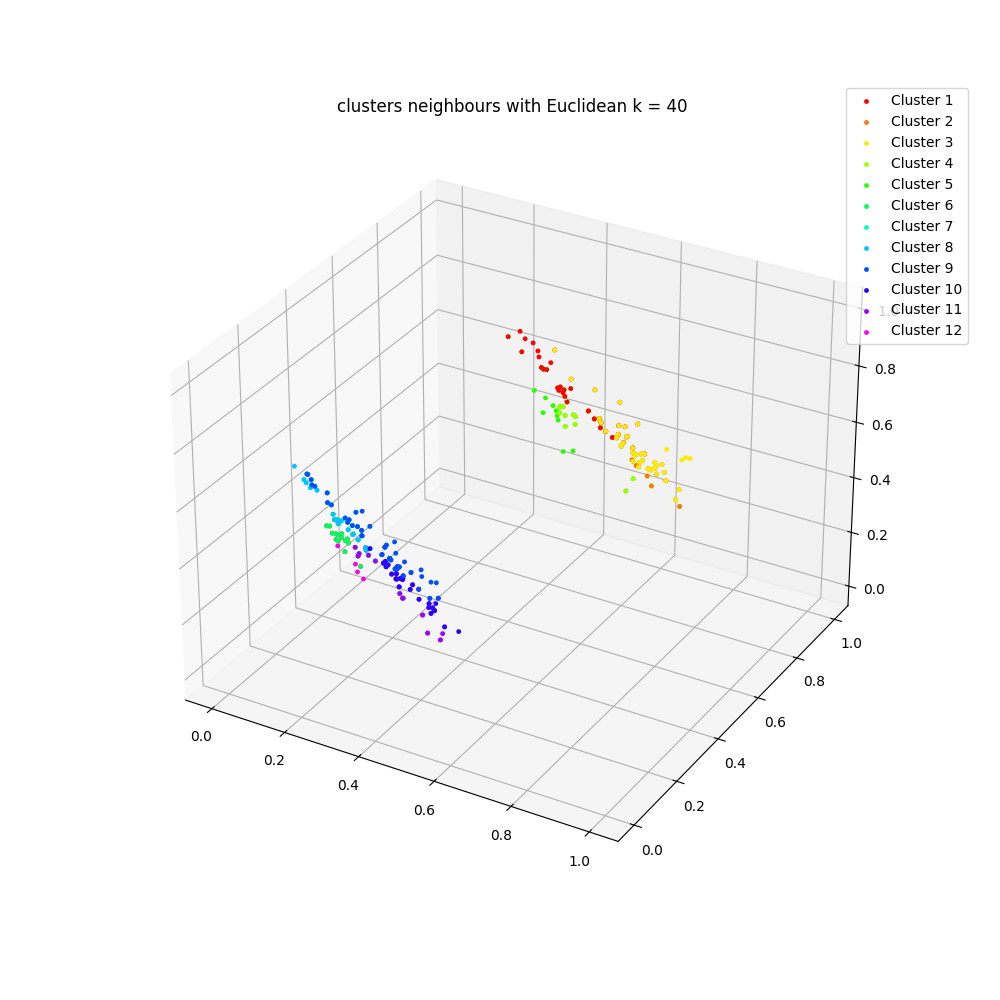 clusters neighbours with Euclidean k = 40
Cluster 1
Cluster 2
Cluster 3
Cluster 4
Cluster 5
Cluster 6
Cluster 7
Cluster 8
Cluster 9
Cluster 10
Cluster 11
Cluster 12
1.0
0.8
0.6
0.4
0.2
0.0
1.0
0.8
0.6
0.4
0.2
0.0
0.0
0.2
0.4
0.6
0.8
1.0